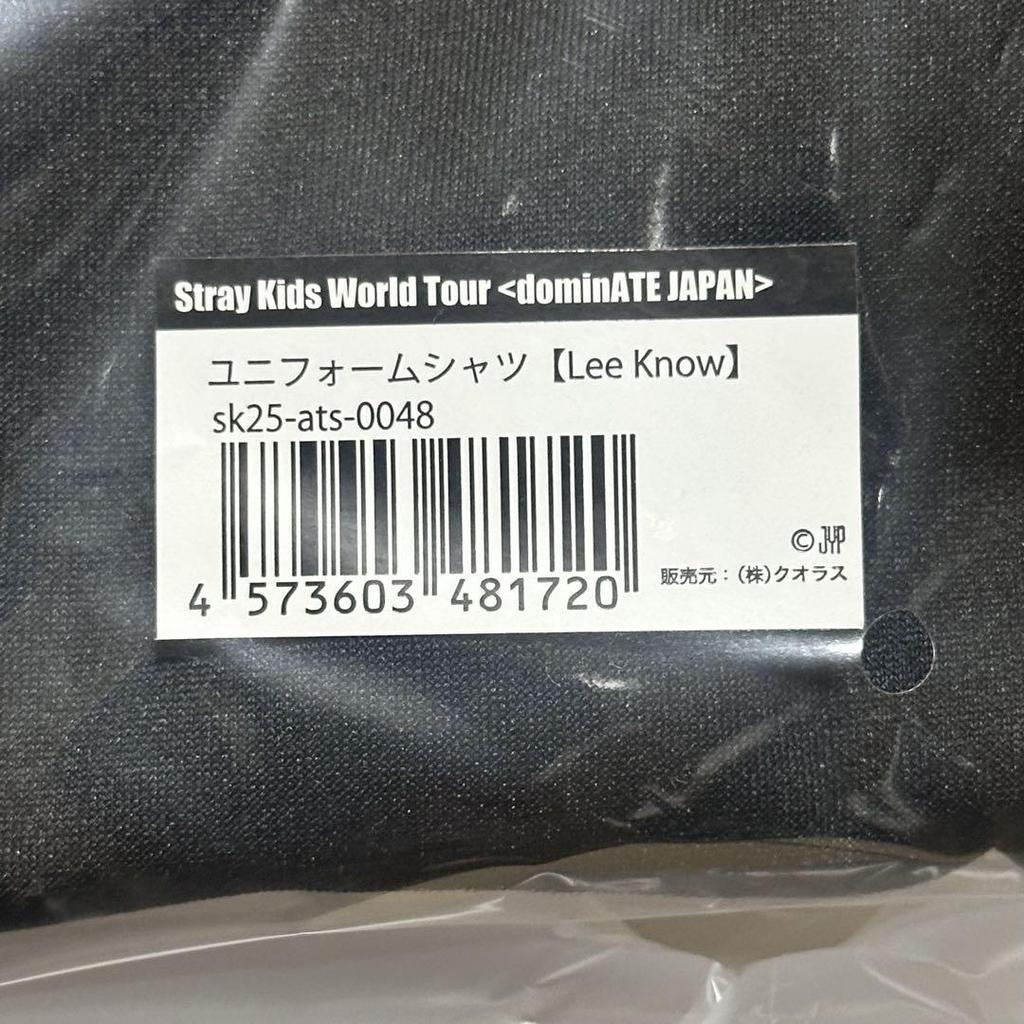 Stray Kids World Tour <dominATE JAPAN>
ユニフォームシャツ【Lee Know】
sk25-ats-0048
4 573603 481720
© JYP
販売元：(株)クオラス